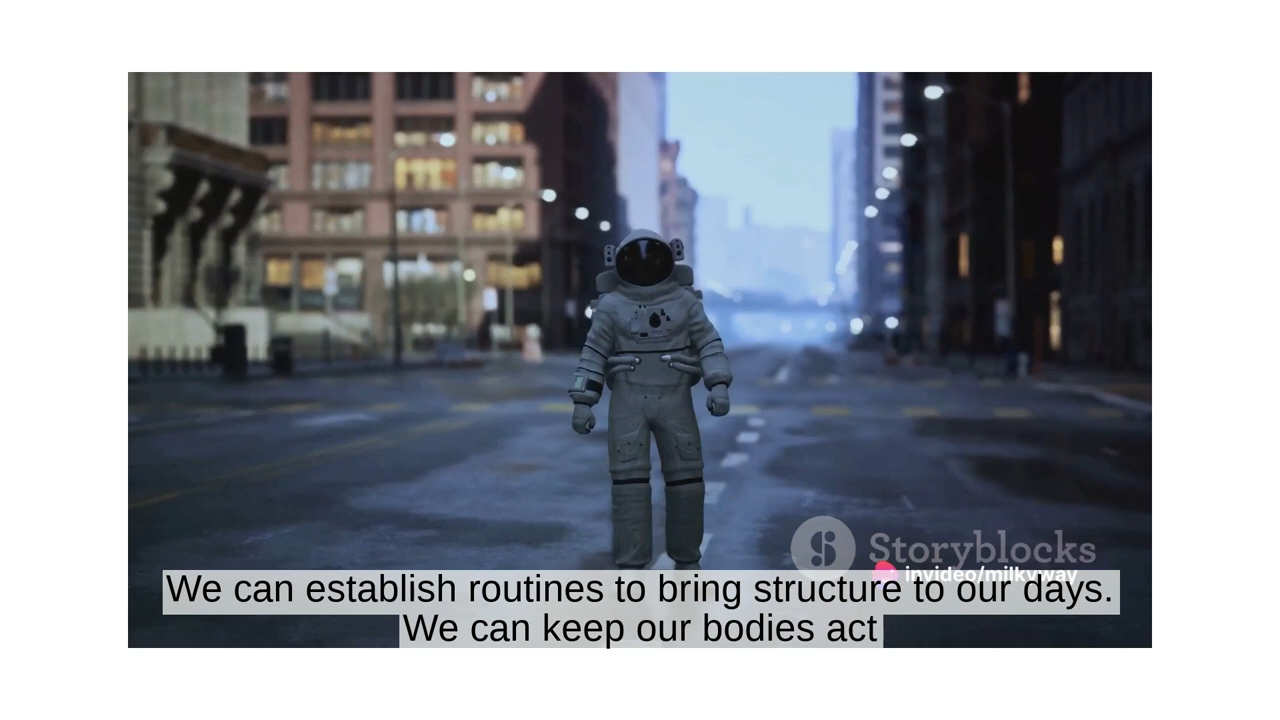 Storyblocks
invideo/milkyway
We can establish routines to bring structure to our days.
We can keep our bodies act